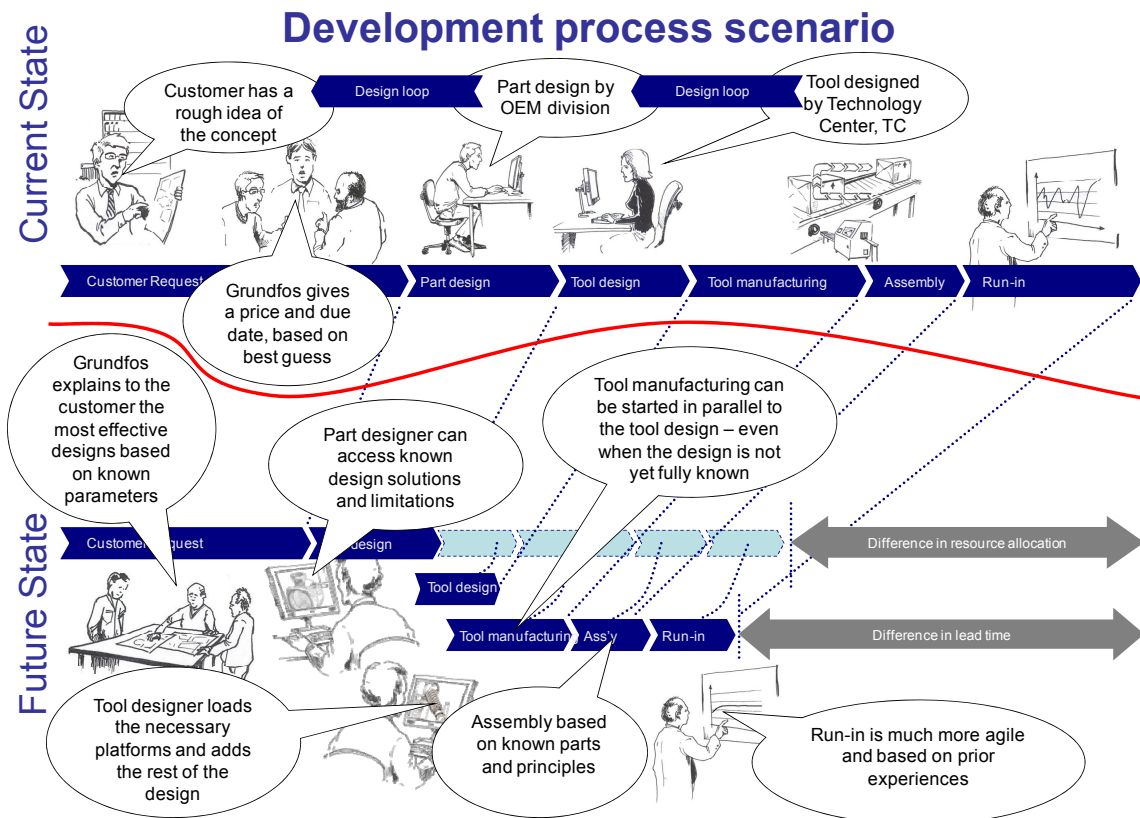 Development process scenario
Current State
Customer has a
rough idea of
the concept
Design loop
Part design by
OEM division
Design loop
Tool designed
by Technology
Center, TC
Customer Request
Part design
Tool design
Tool manufacturing
Assembly
Run-in
Grundfos gives
a price and due
date, based on
best guess
Future State
Grundfos
explains to the
customer the
most effective
designs based
on known
parameters
Part designer can
access known
design solutions
and limitations
Tool manufacturing can
be started in parallel to
the tool design – even
when the design is not
yet fully known
Customer request
design
Difference in resource allocation
Tool design
Tool manufacturing
Ass'y
Run-in
Difference in lead time
Tool designer loads
the necessary
platforms and adds
the rest of the
design
Assembly based
on known parts
and principles
Run-in is much more agile
and based on prior
experiences